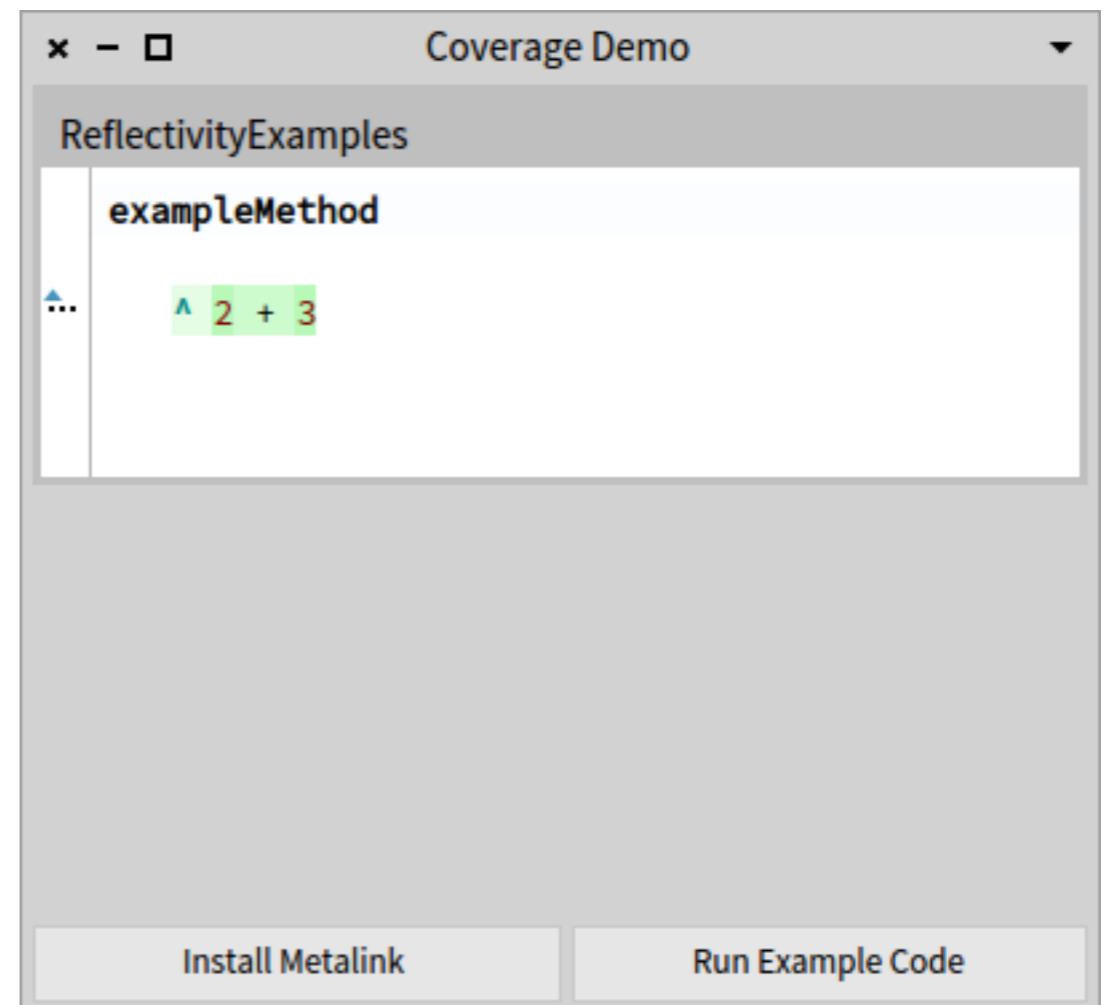 Coverage Demo
ReflectivityExamples
exampleMethod
^ 2 + 3
Install Metalink
Run Example Code